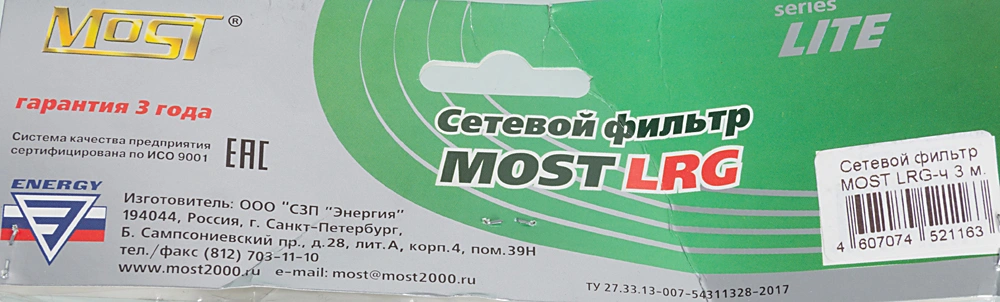 MOST®
series
LITE
гарантия 3 года
Система качества предприятия
сертифицирована по ИСО 9001
ЕАС
ENERGY
Изготовитель: ООО "СЗП "Энергия"
194044, Россия, г. Санкт-Петербург,
Б. Сампсониевский пр., д.28, лит.А, корп.4, пом.39Н
тел./факс (812) 703-11-10
www.most2000.ru e-mail: most@most2000.ru
Сетевой фильтр
MOST LRG
Сетевой фильтр
MOST LRG-ч 3 м.
4 607074 521163
ТУ 27.33.13-007-54311328-2017